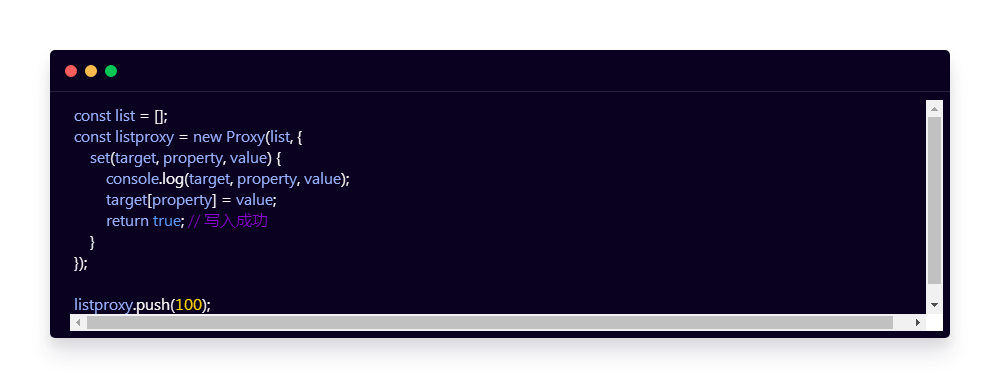 const list = [];
const listproxy = new Proxy(list, {
    set(target, property, value) {
        console.log(target, property, value);
        target[property] = value;
        return true; // 写入成功
    }
});

listproxy.push(100);